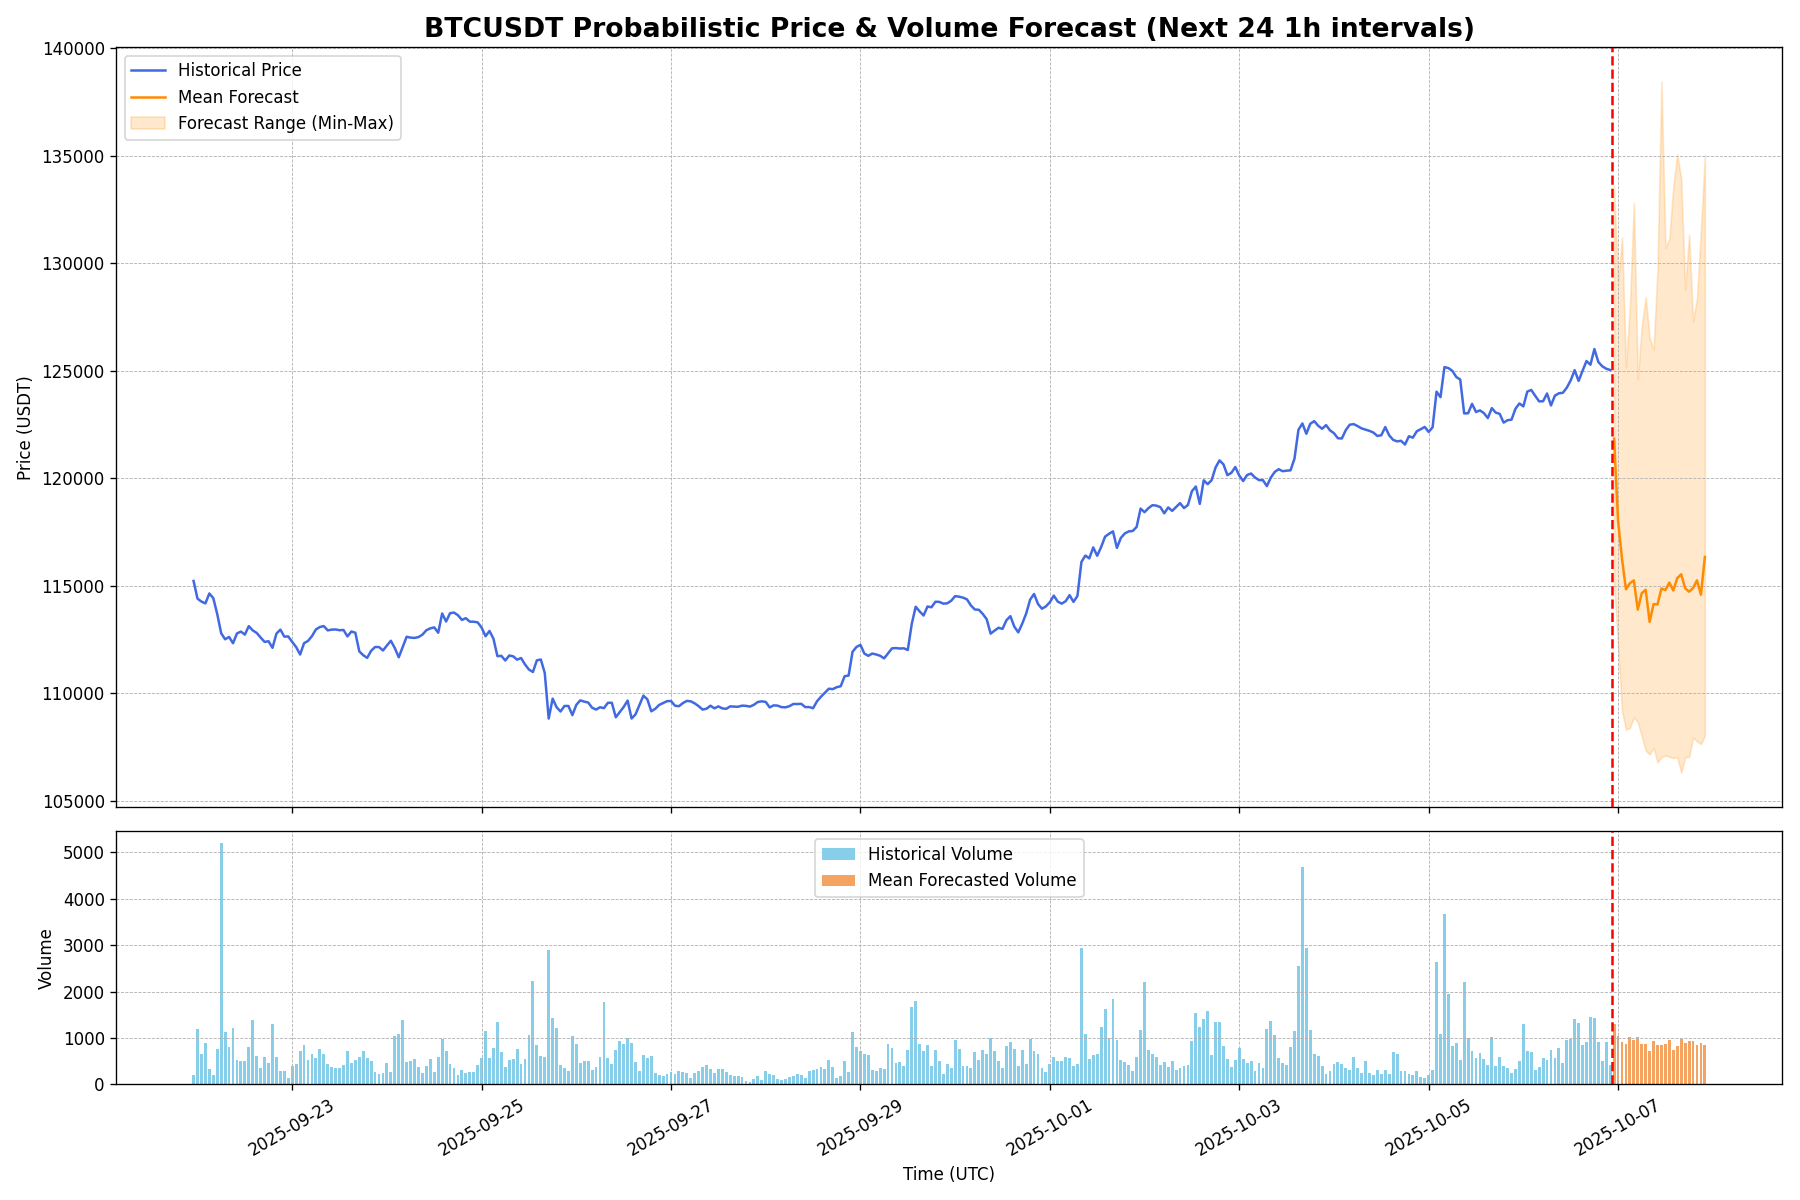 BTCUSDT Probabilistic Price & Volume Forecast (Next 24 1h intervals)
Historical Price
Mean Forecast
Forecast Range (Min-Max)
Price (USDT)
140000
135000
130000
125000
120000
115000
110000
105000
Historical Volume
Mean Forecasted Volume
Volume
5000
4000
3000
2000
1000
0
2025-09-23
2025-09-25
2025-09-27
2025-09-29
2025-10-01
2025-10-03
2025-10-05
2025-10-07
Time (UTC)